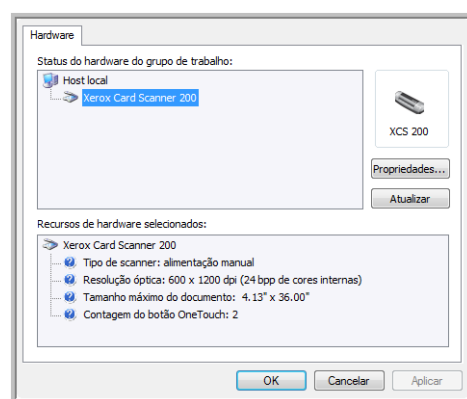 Hardware
Status do hardware do grupo de trabalho:
Host local
Xerox Card Scanner 200
XCS 200
Propriedades...
Atualizar
Recursos de hardware selecionados:
Xerox Card Scanner 200
Tipo de scanner: alimentação manual
Resolução óptica: 600 x 1200 dpi (24 bpp de cores internas)
Tamanho máximo do documento: 4.13" x 36.00"
Contagem do botão OneTouch: 2
OK Cancelar Aplicar